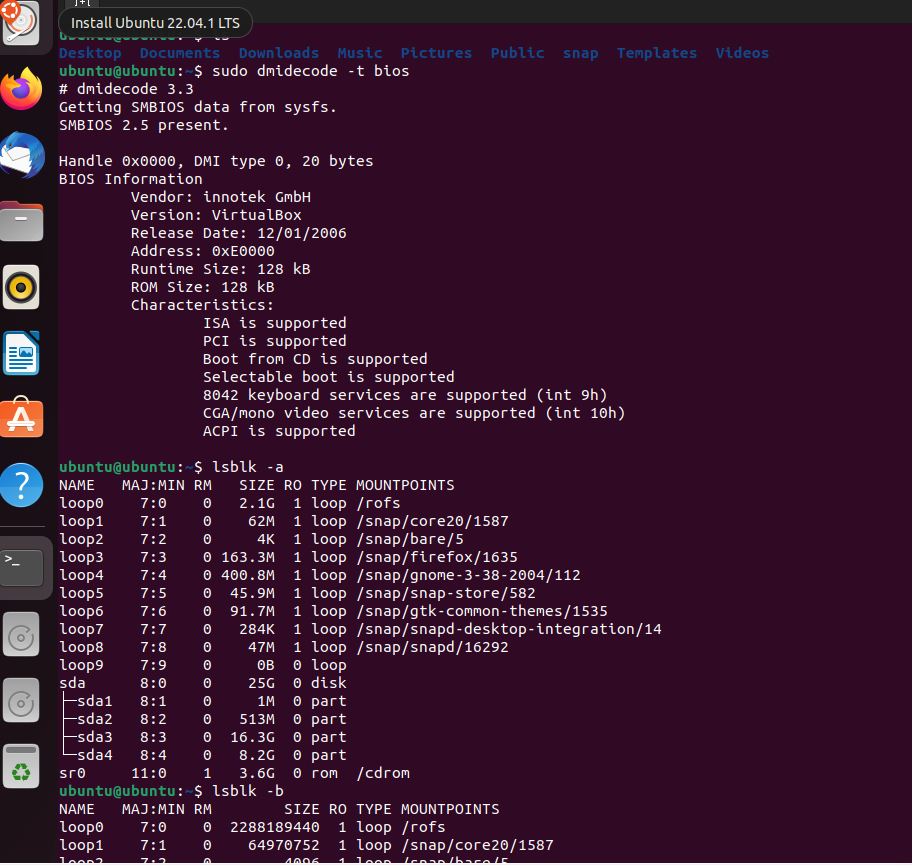 Install Ubuntu 22.04.1 LTS
Desktop Documents Downloads Music Pictures Public snap Templates Videos
ubuntu@ubuntu:~$ sudo dmidecode -t bios
# dmidecode 3.3
Getting SMBIOS data from sysfs.
SMBIOS 2.5 present.
Handle 0x0000, DMI type 0, 20 bytes
BIOS Information
Vendor: innotek GmbH
Version: VirtualBox
Release Date: 12/01/2006
Address: 0xE0000
Runtime Size: 128 kB
ROM Size: 128 kB
Characteristics:
ISA is supported
PCI is supported
Boot from CD is supported
Selectable boot is supported
8042 keyboard services are supported (int 9h)
CGA/mono video services are supported (int 10h)
ACPI is supported
ubuntu@ubuntu:~$ lsblk -a
NAME MAJ:MIN RM SIZE RO TYPE MOUNTPOINTS
loop0 7:0 0 2.1G 1 loop /rofs
loop1 7:1 0 62M 1 loop /snap/core20/1587
loop2 7:2 0 4K 1 loop /snap/bare/5
loop3 7:3 0 163.3M 1 loop /snap/firefox/1635
loop4 7:4 0 400.8M 1 loop /snap/gnome-3-38-2004/112
loop5 7:5 0 45.9M 1 loop /snap/snap-store/582
loop6 7:6 0 91.7M 1 loop /snap/gtk-common-themes/1535
loop7 7:7 0 284K 1 loop /snap/snapd-desktop-integration/14
loop8 7:8 0 47M 1 loop /snap/snapd/16292
loop9 7:9 0 0B 0 loop
sda 8:0 0 25G 0 disk
├─sda1 8:1 0 1M 0 part
├─sda2 8:2 0 513M 0 part
├─sda3 8:3 0 16.3G 0 part
└─sda4 8:4 0 8.2G 0 part
sr0 11:0 1 3.6G 0 rom /cdrom
ubuntu@ubuntu:~$ lsblk -b
NAME MAJ:MIN RM SIZE RO TYPE MOUNTPOINTS
loop0 7:0 0 2288189440 1 loop /rofs
loop1 7:1 0 64970752 1 loop /snap/core20/1587
loop2 7:2 0 4096 1 loop /snap/bare/5